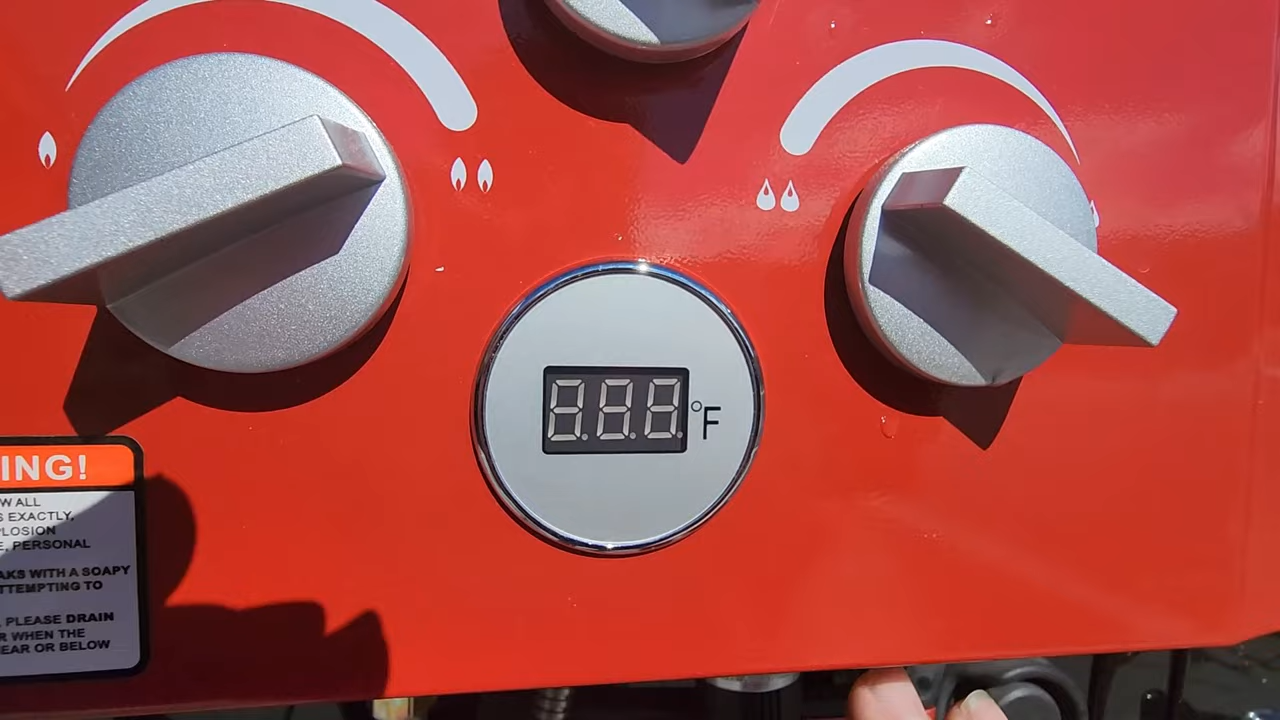 °F
ING!
W ALL
S EXACTLY,
PLOSION
E, PERSONAL
AKS WITH A SOAPY
TTEMPTING TO
, PLEASE DRAIN
R WHEN THE
EAR OR BELOW